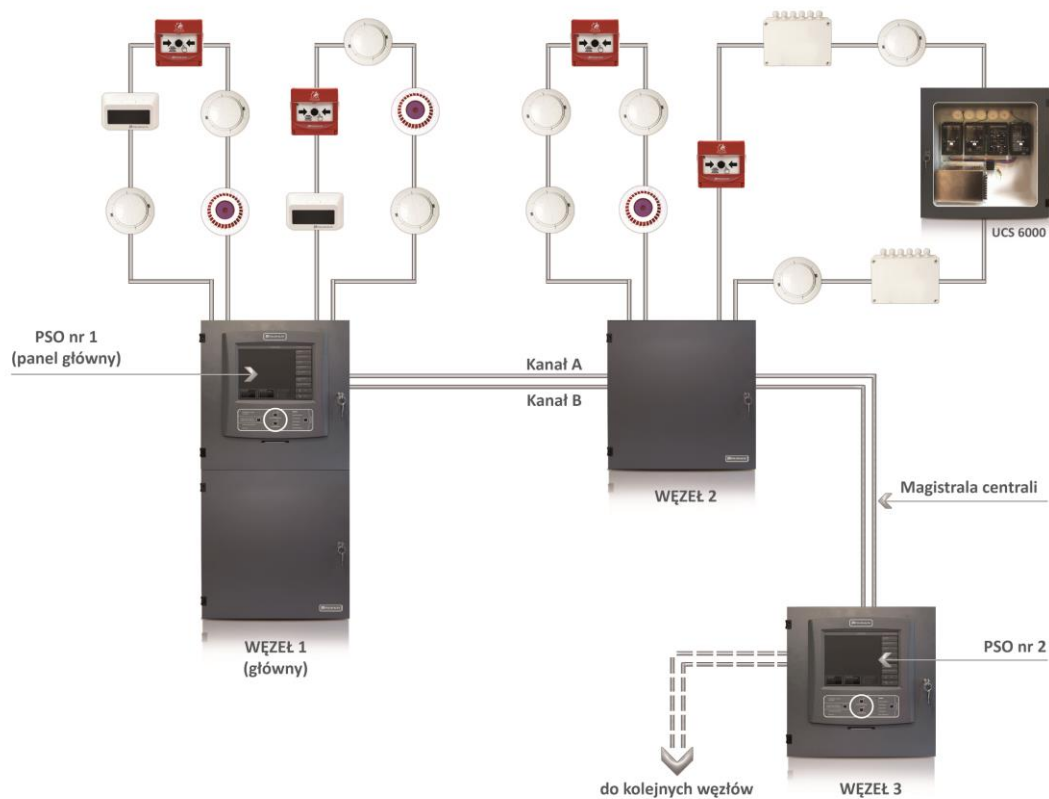 UCS 6000
PSO nr 1
(panel główny)
Kanał A
Kanał B
WĘZEŁ 2
Magistrala centrali
WĘZEŁ 1
(główny)
PSO nr 2
do kolejnych węzłów
WĘZEŁ 3